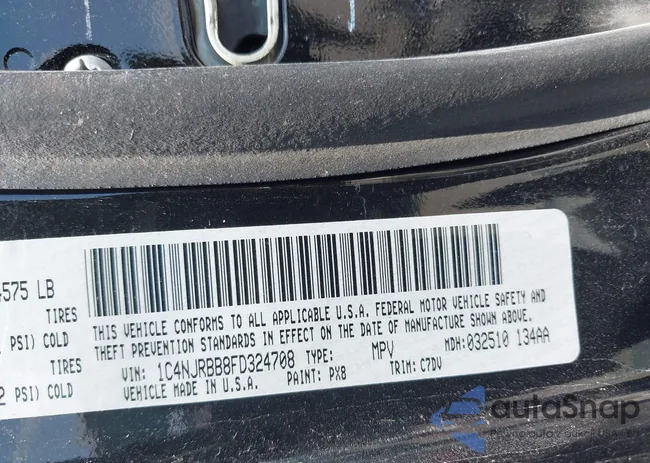 4575 LB
TIRES
PSI) COLD
TIRES
PSI) COLD
THIS VEHICLE CONFORMS TO ALL APPLICABLE U.S.A. FEDERAL MOTOR VEHICLE SAFETY AND
THEFT PREVENTION STANDARDS IN EFFECT ON THE DATE OF MANUFACTURE SHOWN ABOVE.
VIN: 1C4NJRBB8FD324708 TYPE: MPV MDH: 032510 134AA
VEHICLE MADE IN U.S.A. PAINT: PX8 TRIM: C7DV
autoSnap